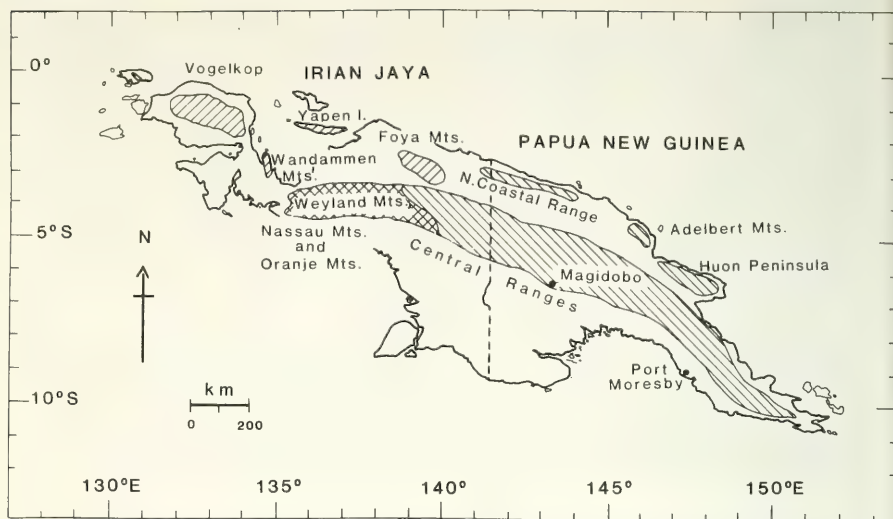 0°
5°S
10°S
130°E
135°E
140°E
145°E
150°E
Vogelkop
IRIAN JAYA
Yapen I.
Foya Mts.
PAPUA NEW GUINEA
Wandammen
Mts.
N. Coastal Range
Weyland Mts.
Adelbert Mts.
Nassau Mts.
and
Oranje Mts.
Central Ranges
Magidobo
Huon Peninsula
N
Port
Moresby
km
0 200